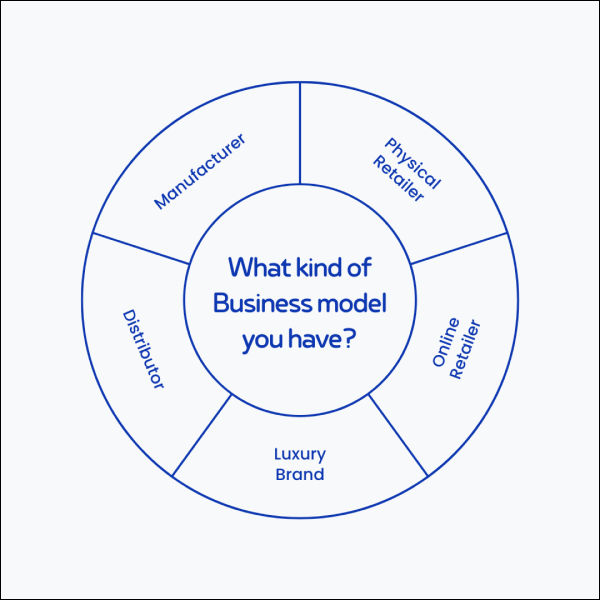 What kind of
Business model
you have?
Physical
Retailer
Online
Retailer
Luxury
Brand
Distributor
Manufacturer